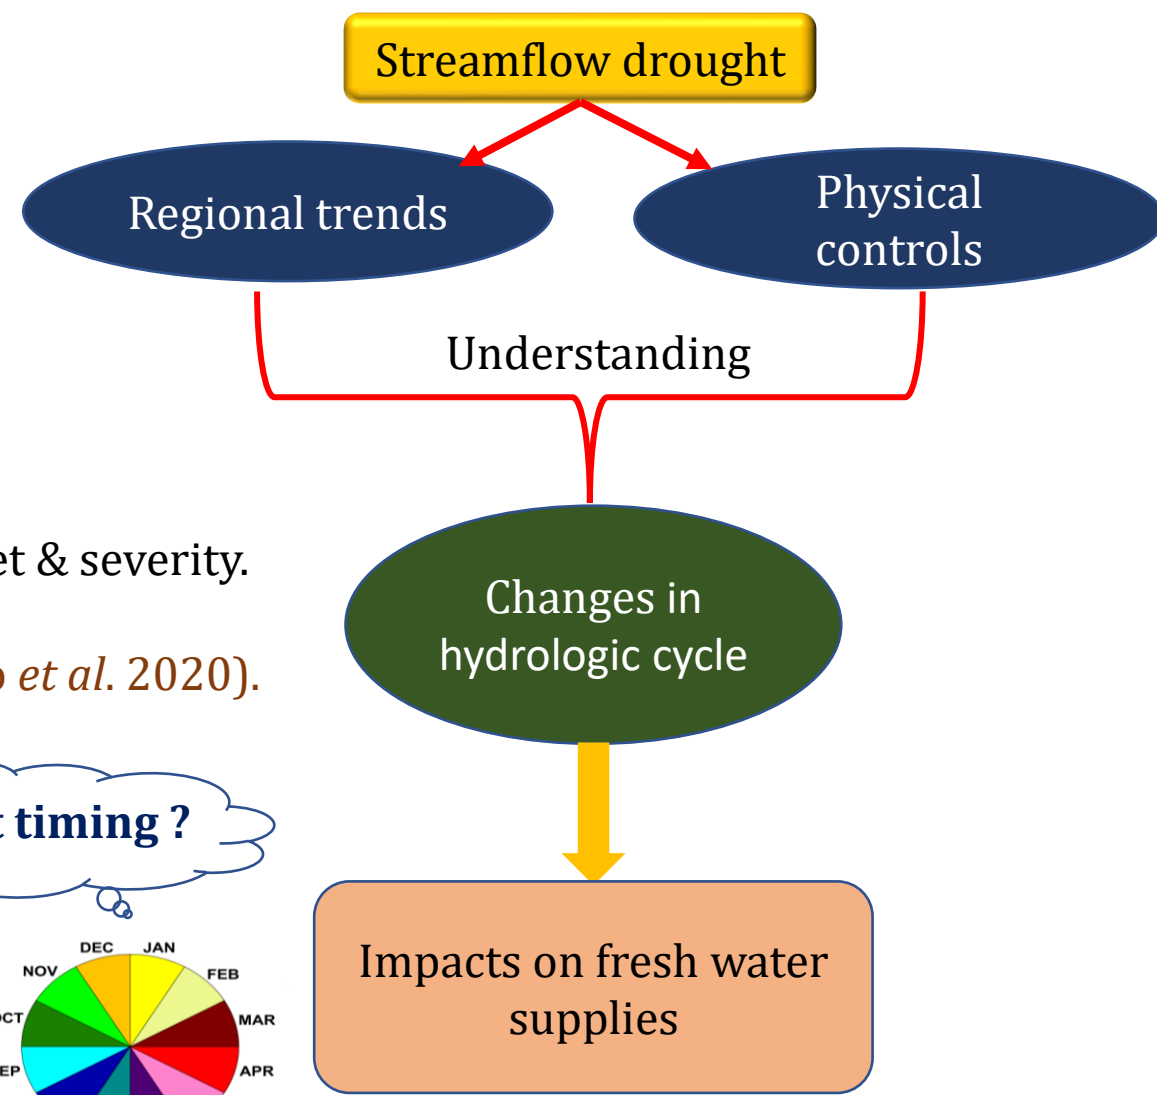 Streamflow drought
Regional trends
Physical
controls
Understanding
& severity.
et al. 2020).
Changes in
hydrologic cycle
timing ?
Impacts on fresh water
supplies
DEC
JAN
NOV
FEB
MAR
APR